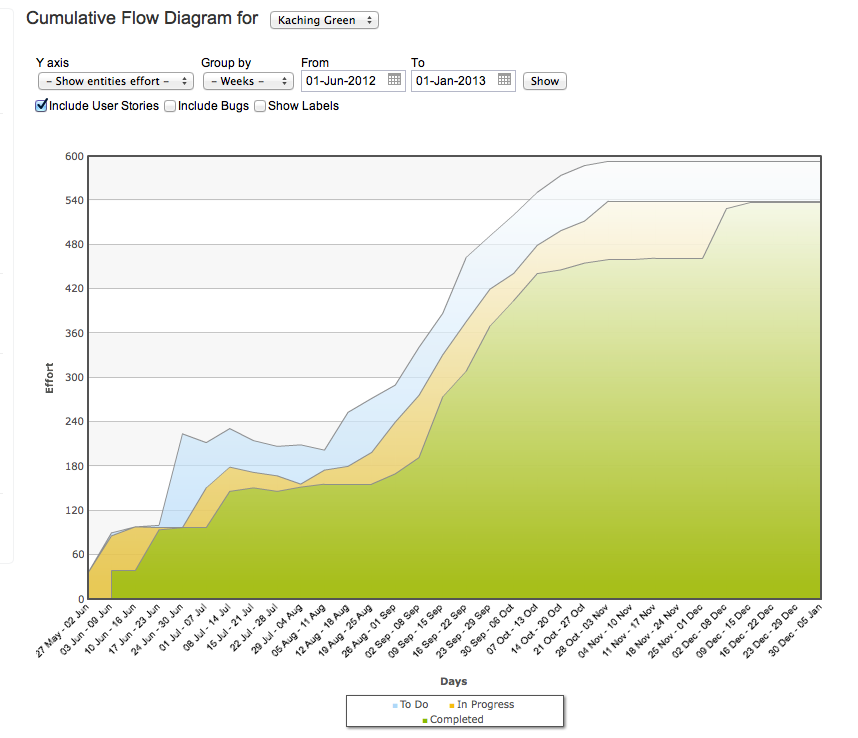 Cumulative Flow Diagram for Kaching Green
Y axis Group by From To
– Show entities effort – – Weeks – 01-Jun-2012 01-Jan-2013 Show
Include User Stories Include Bugs Show Labels
600
540
480
420
360
300
240
180
120
60
0
Effort
27 May - 02 Jun
03 Jun - 09 Jun
10 Jun - 16 Jun
17 Jun - 23 Jun
24 Jun - 30 Jun
01 Jul - 07 Jul
08 Jul - 14 Jul
15 Jul - 21 Jul
22 Jul - 28 Jul
29 Jul - 04 Aug
05 Aug - 11 Aug
12 Aug - 18 Aug
19 Aug - 25 Aug
26 Aug - 01 Sep
02 Sep - 08 Sep
09 Sep - 15 Sep
16 Sep - 22 Sep
23 Sep - 29 Sep
30 Sep - 06 Oct
07 Oct - 13 Oct
14 Oct - 20 Oct
21 Oct - 27 Oct
28 Oct - 03 Nov
04 Nov - 10 Nov
11 Nov - 17 Nov
18 Nov - 24 Nov
25 Nov - 01 Dec
02 Dec - 08 Dec
09 Dec - 15 Dec
16 Dec - 22 Dec
23 Dec - 29 Dec
30 Dec - 05 Jan
Days
To Do In Progress
Completed